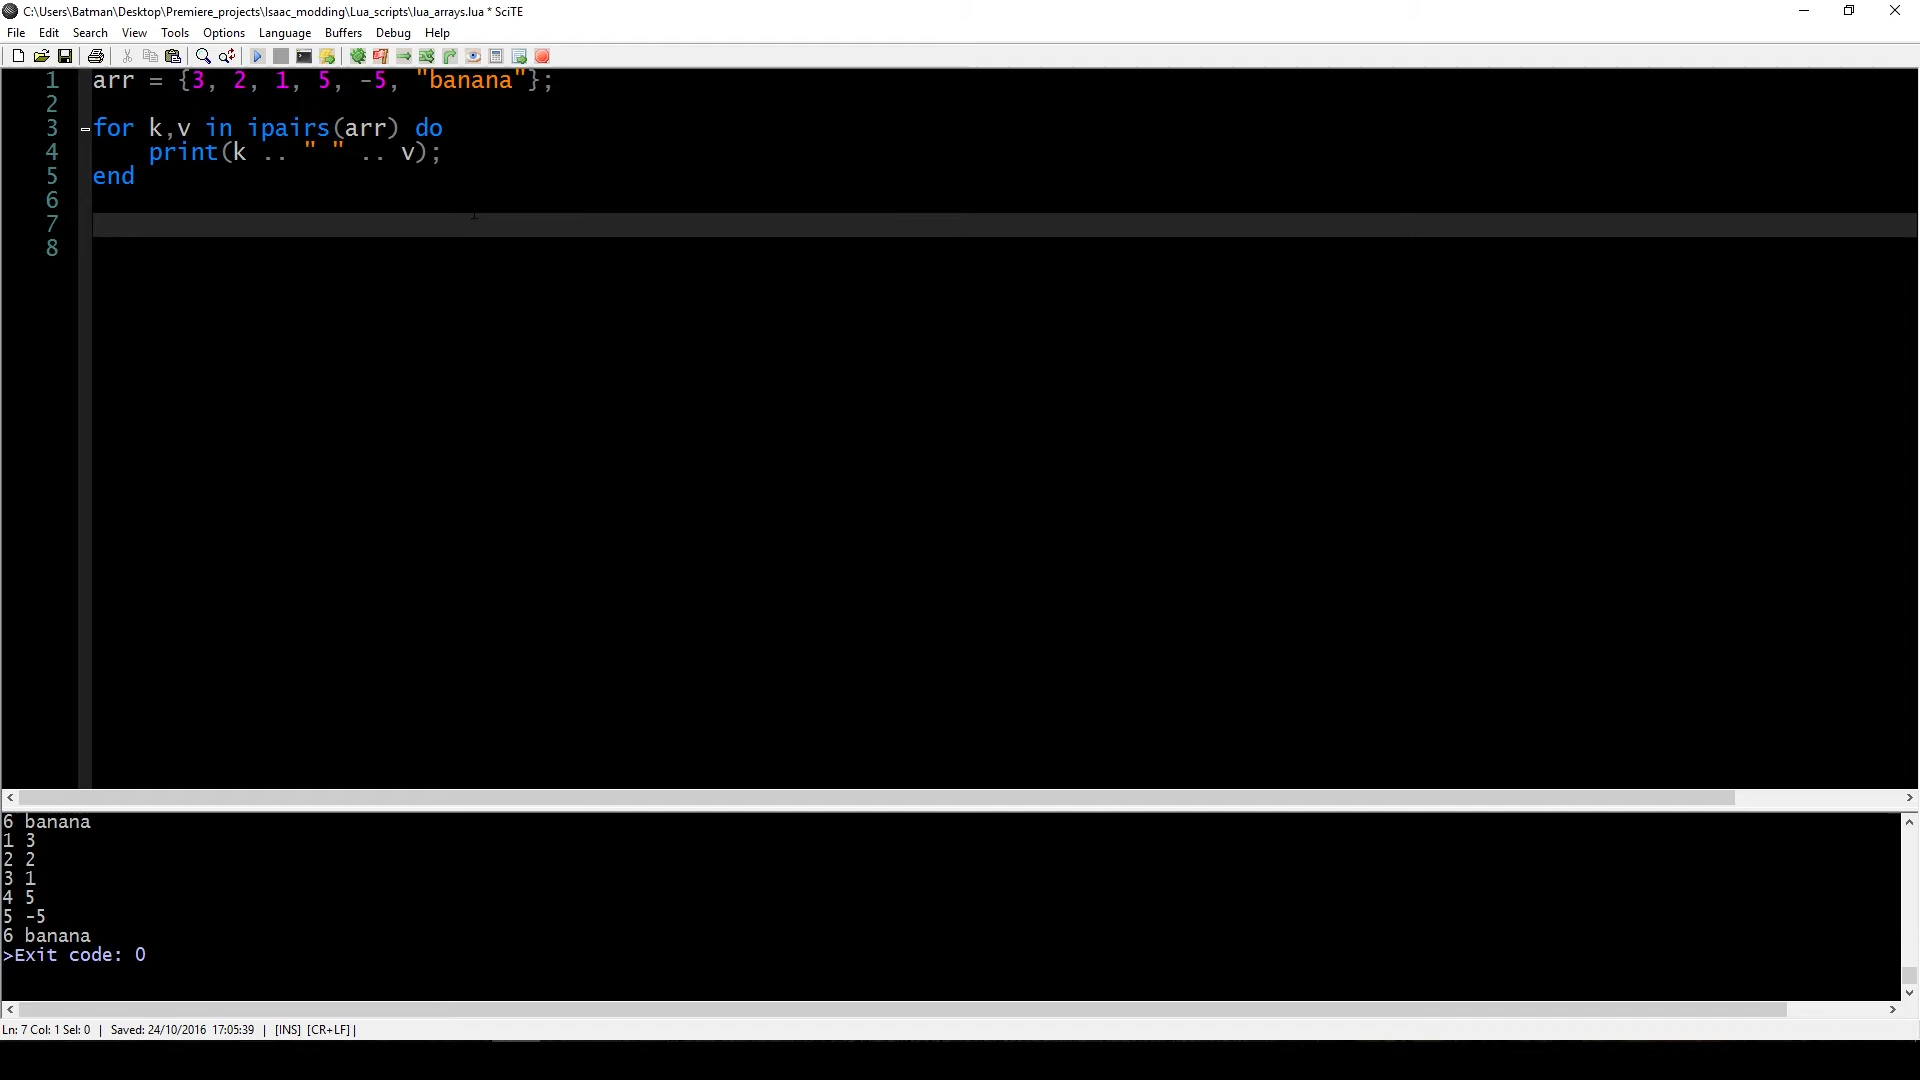 C:\Users\Batman\Desktop\Premiere_projects\Isaac_modding\Lua_scripts\lua_arrays.lua * SciTE
File Edit Search View Tools Options Language Buffers Debug Help
1 arr = {3, 2, 1, 5, -5, "banana"};
2
3 for k,v in ipairs(arr) do
4 print(k .. " " .. v);
5 end
6
7
8
6 banana
1 3
2 2
3 1
4 5
5 -5
6 banana
>Exit code: 0
Ln: 7 Col: 1 Sel: 0 | Saved: 24/10/2016 17:05:39 | [INS] [CR+LF] |